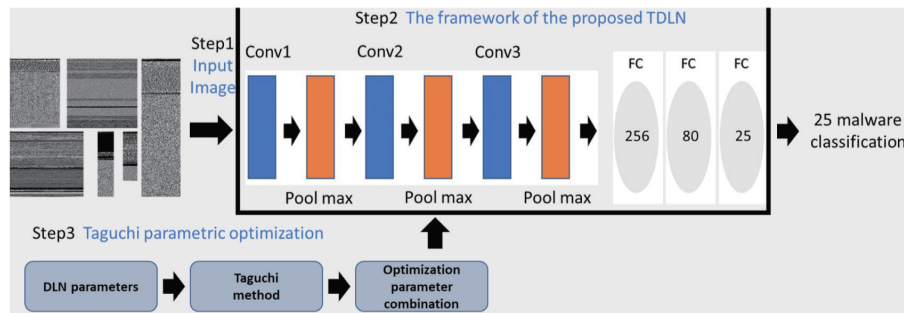 Step2 The framework of the proposed TDLN
Step1
Input
Image
Conv1
Conv2
Conv3
FC
FC
FC
256
80
25
25 malware
classification
Pool max
Pool max
Pool max
Step3 Taguchi parametric optimization
DLN parameters
Taguchi
method
Optimization
parameter
combination